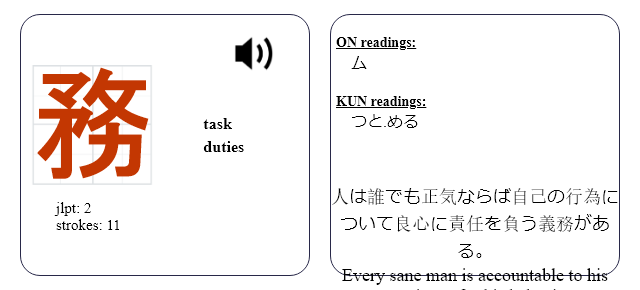 務
task
duties
jlpt: 2
strokes: 11
ON readings:
ム
KUN readings:
つと.める
人は誰でも正気ならば自己の行為に
ついて良心に責任を負う義務があ
る。
Every sane man is accountable to his